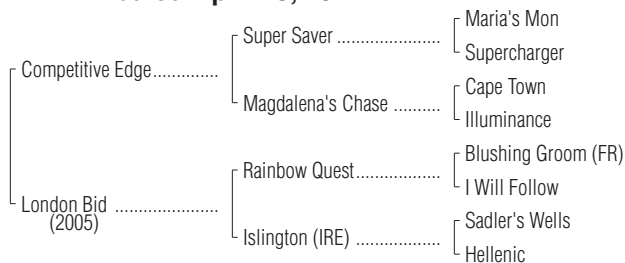 Maria's Mon
Super Saver
Supercharger
Competitive Edge
Cape Town
Magdalena's Chase
Illuminance
Blushing Groom (FR)
Rainbow Quest
I Will Follow
London Bid
(2005)
Sadler's Wells
Islington (IRE)
Hellenic